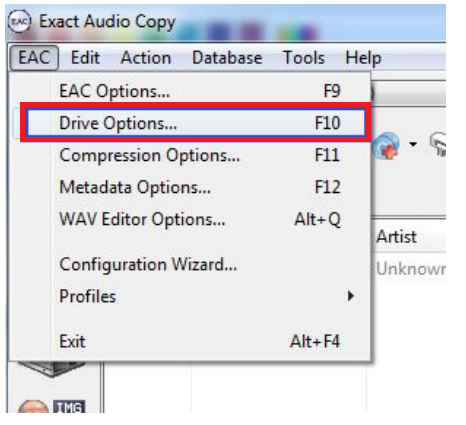 EAC Exact Audio Copy
EAC Edit Action Database Tools Help
EAC Options... F9
Drive Options... F10
Compression Options... F11
Metadata Options... F12
WAV Editor Options... Alt+Q
Artist
Configuration Wizard...
Unknown
Profiles
Exit Alt+F4
IMG